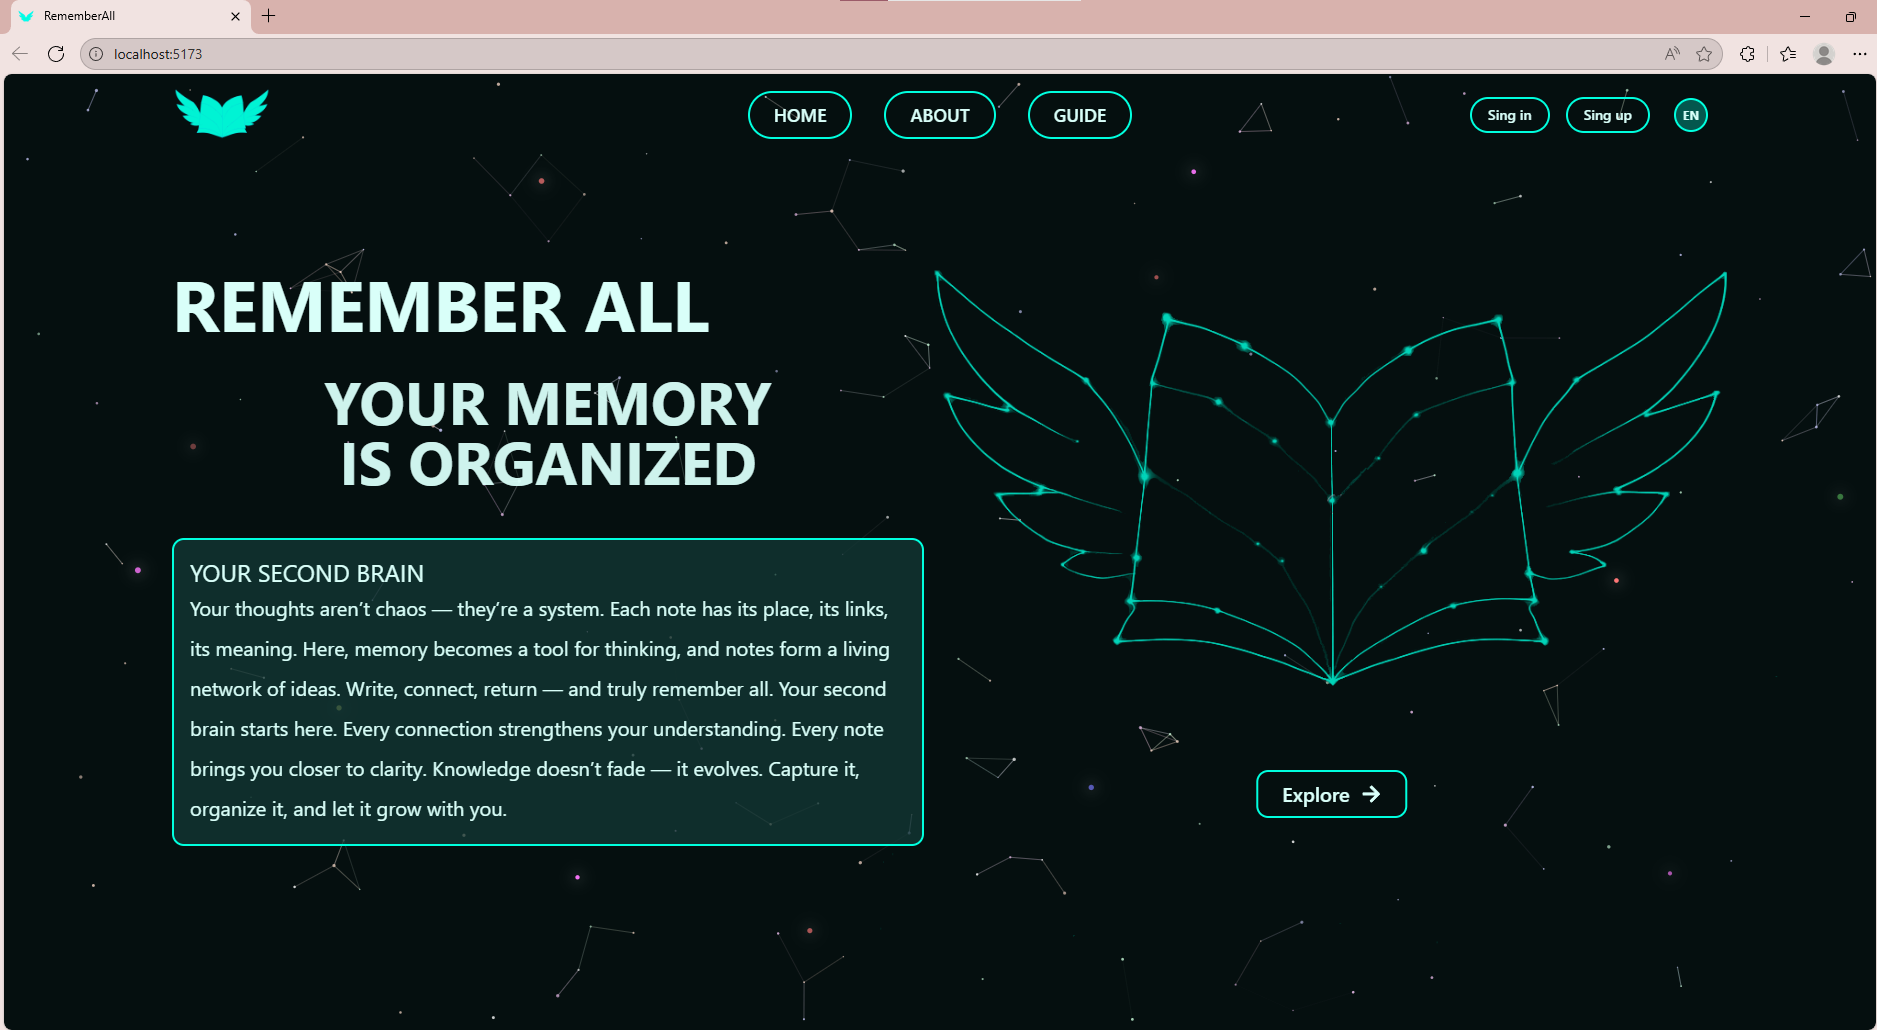 RememberAll
localhost:5173
HOME
ABOUT
GUIDE
Sing in
Sing up
EN
REMEMBER ALL
YOUR MEMORY
IS ORGANIZED
YOUR SECOND BRAIN
Your thoughts aren’t chaos — they’re a system. Each note has its place, its links,
its meaning. Here, memory becomes a tool for thinking, and notes form a living
network of ideas. Write, connect, return — and truly remember all. Your second
brain starts here. Every connection strengthens your understanding. Every note
brings you closer to clarity. Knowledge doesn’t fade — it evolves. Capture it,
organize it, and let it grow with you.
Explore